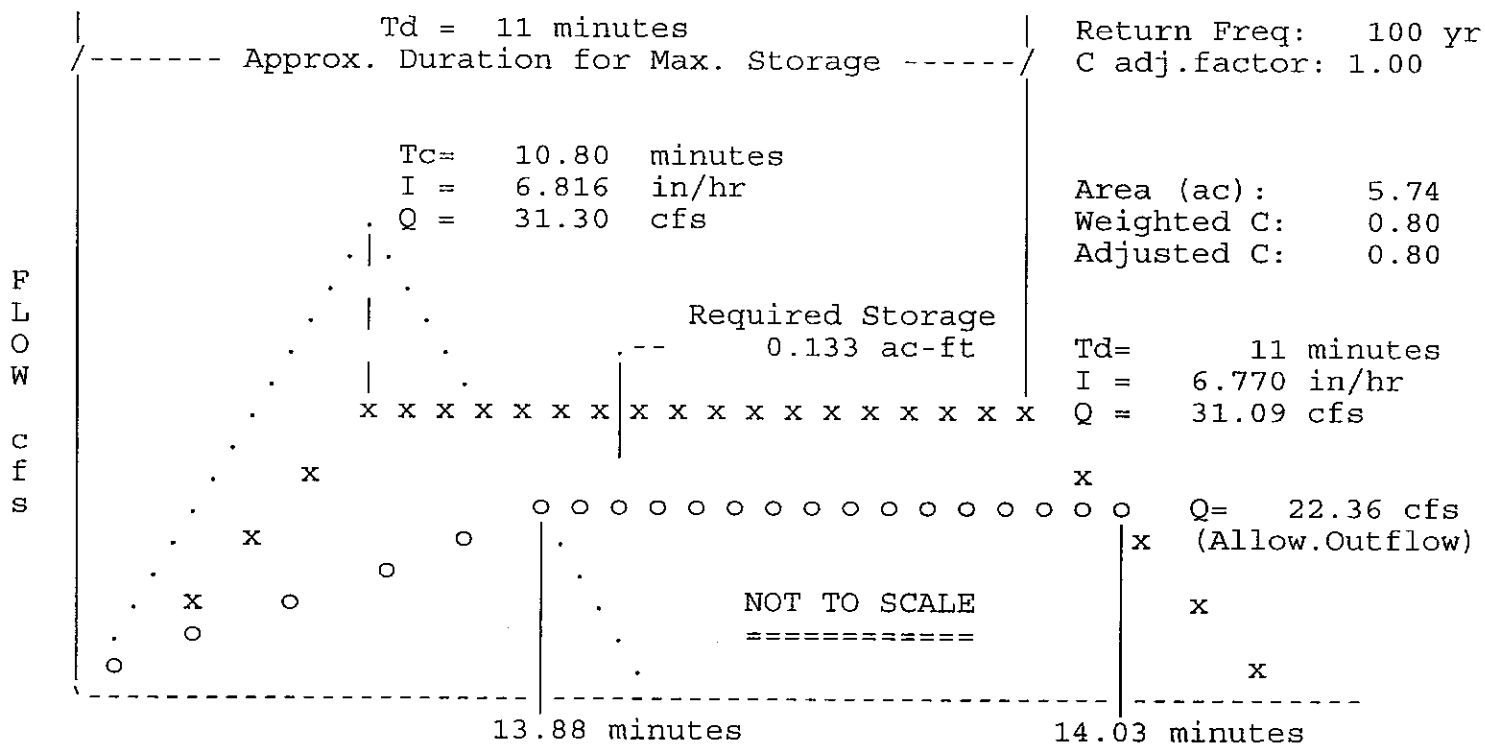 Td = 11 minutes
/------- Approx. Duration for Max. Storage ------/
Return Freq: 100 yr
C adj.factor: 1.00
Tc= 10.80 minutes
I = 6.816 in/hr
Q = 31.30 cfs
Area (ac): 5.74
Weighted C: 0.80
Adjusted C: 0.80
FLOW cfs
Required Storage
0.133 ac-ft
Td= 11 minutes
I = 6.770 in/hr
Q = 31.09 cfs
x x x x x x x x x x x x x x x x x x
o o o o o o o o o o o o o o o o
Q= 22.36 cfs
(Allow.Outflow)
NOT TO SCALE
============
13.88 minutes
14.03 minutes